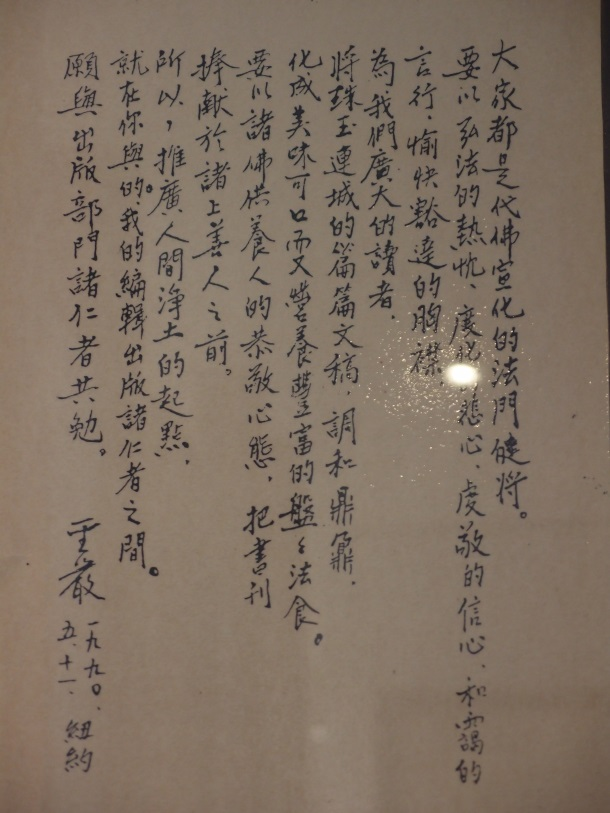 大家都是代佛宣化的法門健將。
要以弘法的熱忱、度脫的悲心、虔敬的信心、和靄的
言行，愉快豁達的胸襟，
為我們廣大的讀者，
將珠玉連城的篇篇文稿，調和鼎鼐，
化成美味可口而又營養豐富的盤々法食。
要以諸佛供養人的恭敬心態，把書刊
捧献於諸上善人之前。
所以，推廣人間淨土的起點，
就在你與的、我的編輯出版諸仁者之間。
願與出版部門諸仁者共勉。
聖嚴
一九九〇、
五、十一、紐約